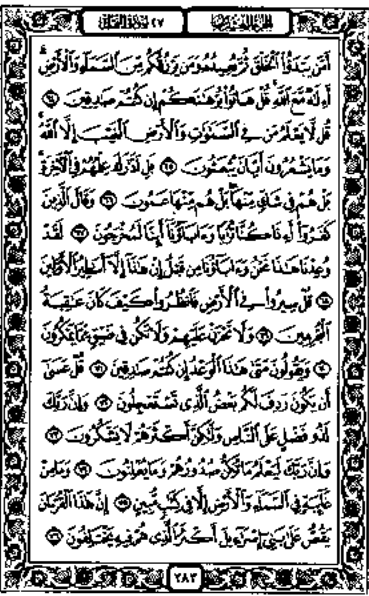 الجزء العشرون
٢٧ سورة النمل
أَمَّن يَبْدَؤُا۟ ٱلْخَلْقَ ثُمَّ يُعِيدُهُۥ وَمَن يَرْزُقُكُم مِّنَ ٱلسَّمَآءِ وَٱلْأَرْضِ ۗ
أَءِلَـٰهٌ مَّعَ ٱللَّهِ ۚ قُلْ هَاتُوا۟ بُرْهَـٰنَكُمْ إِن كُنتُمْ صَـٰدِقِينَ ٦٤
قُل لَّا يَعْلَمُ مَن فِى ٱلسَّمَـٰوَٰتِ وَٱلْأَرْضِ ٱلْغَيْبَ إِلَّا ٱللَّهُ ۚ
وَمَا يَشْعُرُونَ أَيَّانَ يُبْعَثُونَ ٦٥ بَلِ ٱدَّٰرَكَ عِلْمُهُمْ فِى ٱلْـَٔاخِرَةِ ۚ
بَلْ هُمْ فِى شَكٍّ مِّنْهَا ۖ بَلْ هُم مِّنْهَا عَمُونَ ٦٦ وَقَالَ ٱلَّذِينَ
كَفَرُوٓا۟ أَءِذَا كُنَّا تُرَٰبًا وَءَابَآؤُنَآ أَئِنَّا لَمُخْرَجُونَ ٦٧ لَقَدْ
وُعِدْنَا هَـٰذَا نَحْنُ وَءَابَآؤُنَا مِن قَبْلُ إِنْ هَـٰذَآ إِلَّآ أَسَـٰطِيرُ ٱلْأَوَّلِينَ
٦٨ قُلْ سِيرُوا۟ فِى ٱلْأَرْضِ فَٱنظُرُوا۟ كَيْفَ كَانَ عَـٰقِبَةُ
ٱلْمُجْرِمِينَ ٦٩ وَلَا تَحْزَنْ عَلَيْهِمْ وَلَا تَكُن فِى ضَيْقٍ مِّمَّا يَمْكُرُونَ
٧٠ وَيَقُولُونَ مَتَىٰ هَـٰذَا ٱلْوَعْدُ إِن كُنتُمْ صَـٰدِقِينَ ٧١ قُلْ عَسَىٰٓ
أَن يَكُونَ رَدِفَ لَكُم بَعْضُ ٱلَّذِى تَسْتَعْجِلُونَ ٧٢ وَإِنَّ رَبَّكَ
لَذُو فَضْلٍ عَلَى ٱلنَّاسِ وَلَـٰكِنَّ أَكْثَرَهُمْ لَا يَشْكُرُونَ ٧٣
وَإِنَّ رَبَّكَ لَيَعْلَمُ مَا تُكِنُّ صُدُورُهُمْ وَمَا يُعْلِنُونَ ٧٤ وَمَا مِنْ
غَآئِبَةٍ فِى ٱلسَّمَآءِ وَٱلْأَرْضِ إِلَّا فِى كِتَـٰبٍ مُّبِينٍ ٧٥ إِنَّ هَـٰذَا ٱلْقُرْءَانَ
يَقُصُّ عَلَىٰ بَنِىٓ إِسْرَٰٓءِيلَ أَكْثَرَ ٱلَّذِى هُمْ فِيهِ يَخْتَلِفُونَ ٧٦
٣٨٣